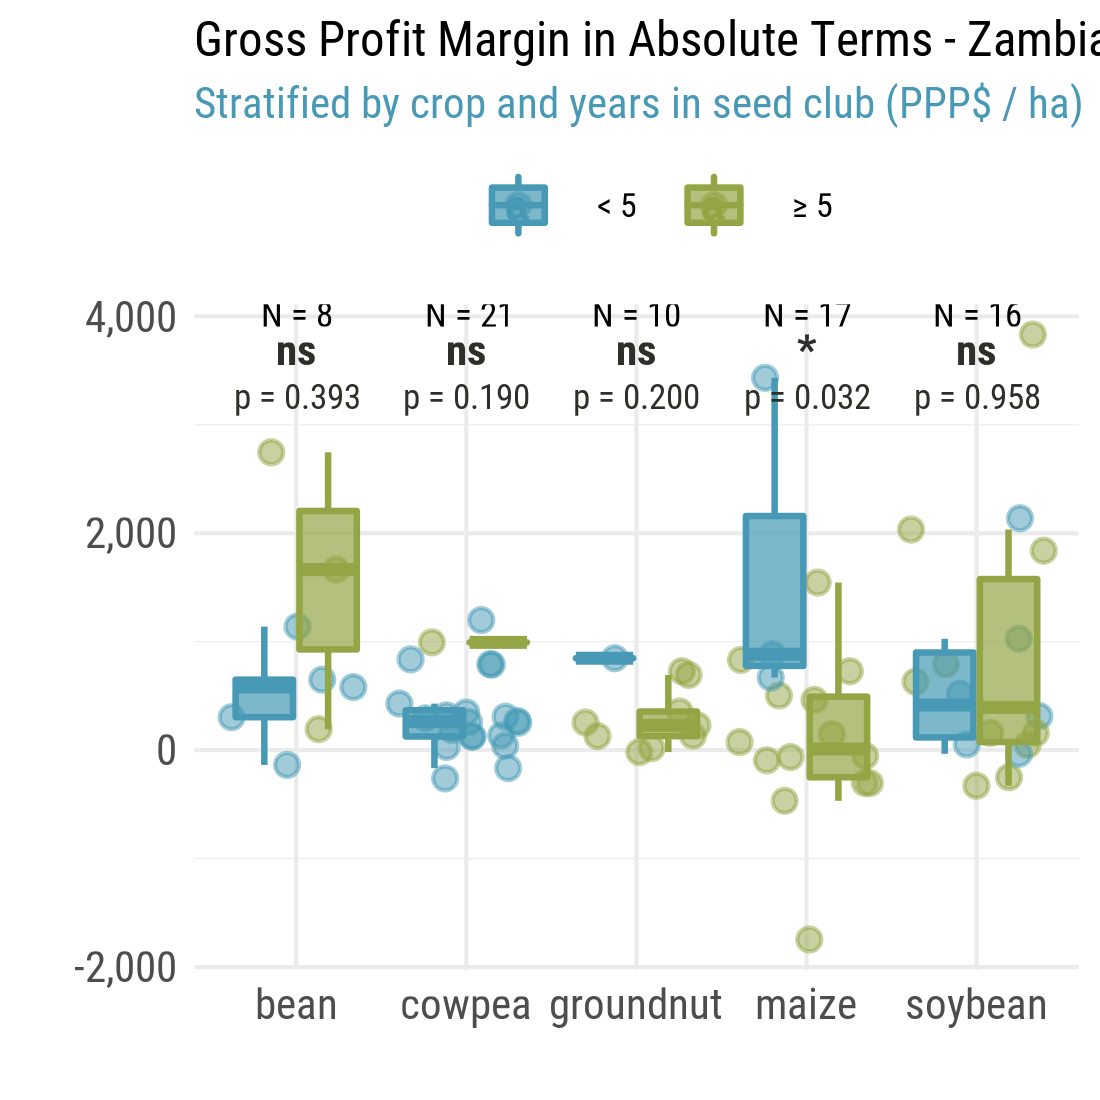 Gross Profit Margin in Absolute Terms - Zambia
Stratified by crop and years in seed club (PPP$ / ha)
< 5 ≥ 5
4,000
N = 8 N = 21 N = 10 N = 17 N = 16
ns ns ns * ns
p = 0.393 p = 0.190 p = 0.200 p = 0.032 p = 0.958
2,000
0
-2,000
bean cowpea groundnut maize soybean